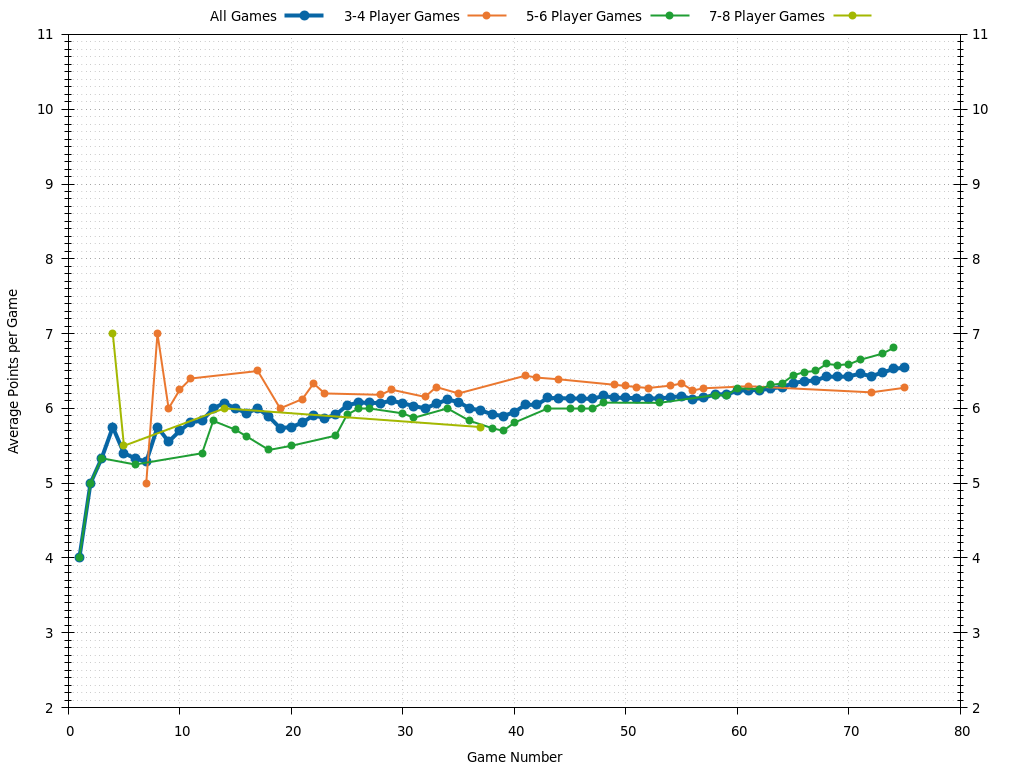 All Games 3-4 Player Games 5-6 Player Games 7-8 Player Games
11 11
10 10
9 9
8 8
7 7
6 6
5 5
4 4
3 3
2 2
Average Points per Game
0 10 20 30 40 50 60 70 80
Game Number